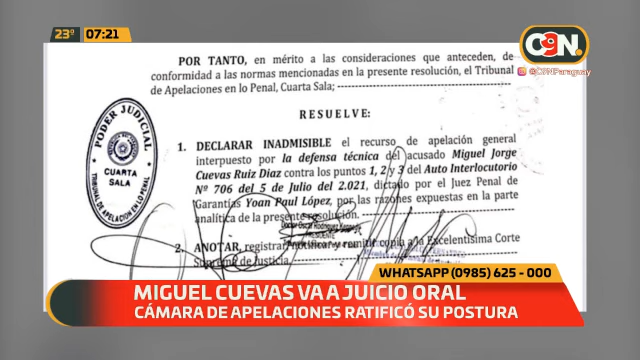 23º 07:21
C9N.
@C9NParaguay
POR TANTO, en mérito a las consideraciones que anteceden, de
conformidad a las normas mencionadas en la presente resolución, el Tribunal
de Apelaciones en lo Penal, Cuarta Sala;
RESUELVE:
PODER JUDICIAL
CUARTA
SALA
TRIBUNAL DE APELACIÓN EN LO PENAL
1. DECLARAR INADMISIBLE el recurso de apelación general
interpuesto por la defensa técnica del acusado Miguel Jorge
Cuevas Ruiz Diaz contra los puntos 1, 2 y 3 del Auto Interlocutorio
Nº 706 del 5 de Julio del 2.021, dictado por el Juez Penal de
Garantías Yoan Paul López, por las razones expuestas en la parte
analítica de la presente resolución.
2. ANOTAR, registrar, notificar y remitir copia a la Excelentísima Corte
Suprema de Justicia.
WHATSAPP (0985) 625 - 000
MIGUEL CUEVAS VA A JUICIO ORAL
CÁMARA DE APELACIONES RATIFICÓ SU POSTURA